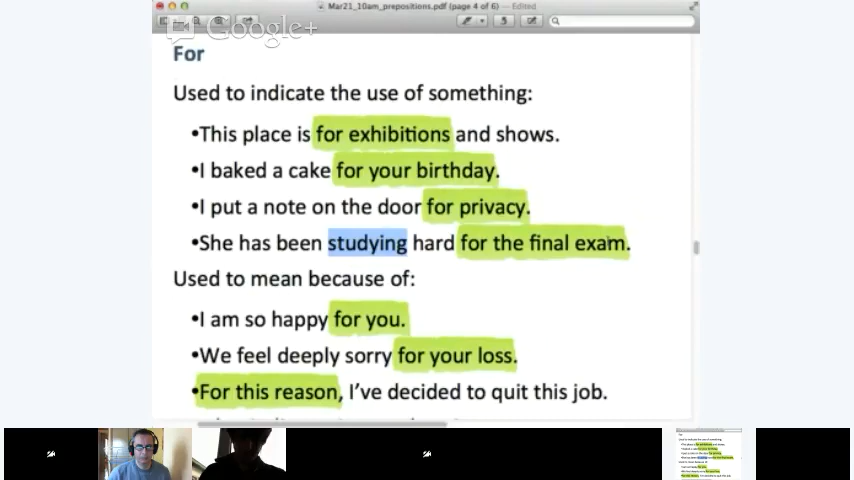 Mar21_10am_prepositions.pdf (page 4 of 6) — Edited
Google+
For
Used to indicate the use of something:
•This place is for exhibitions and shows.
•I baked a cake for your birthday.
•I put a note on the door for privacy.
•She has been studying hard for the final exam.
Used to mean because of:
•I am so happy for you.
•We feel deeply sorry for your loss.
•For this reason, I've decided to quit this job.